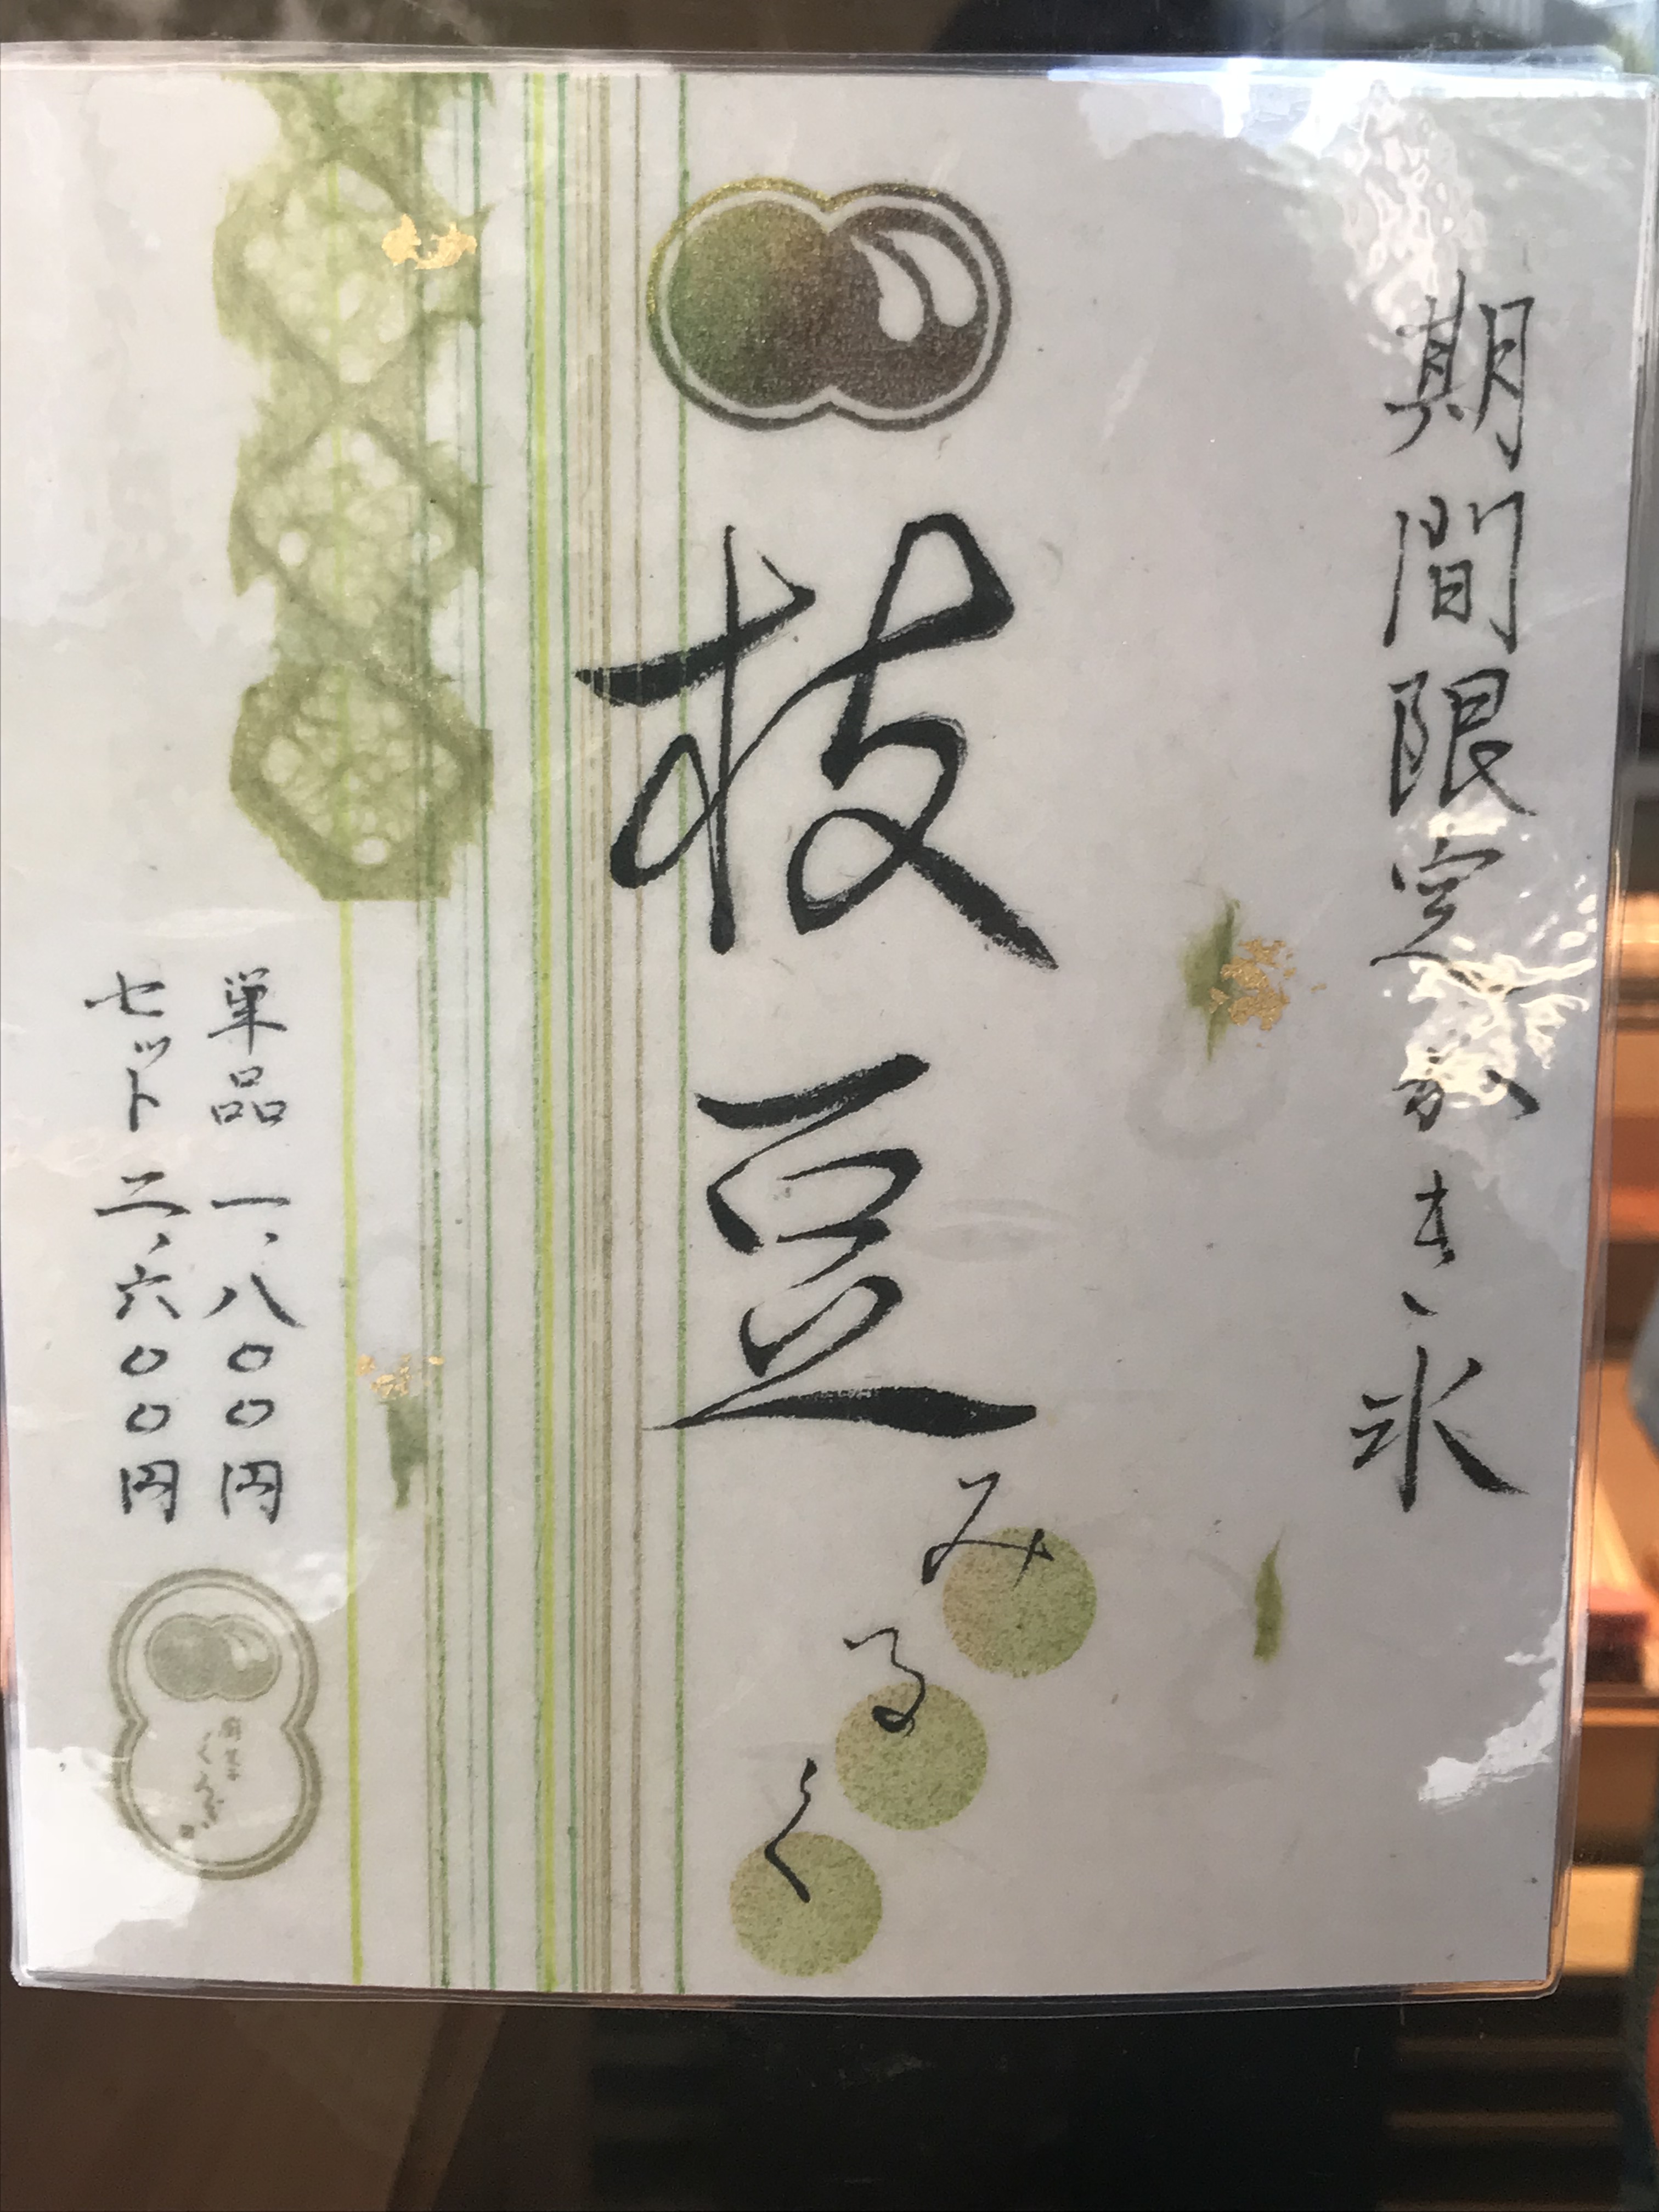 期間限定かき氷
枝豆みるく
単品 一、八〇〇円
セット 二、六〇〇円